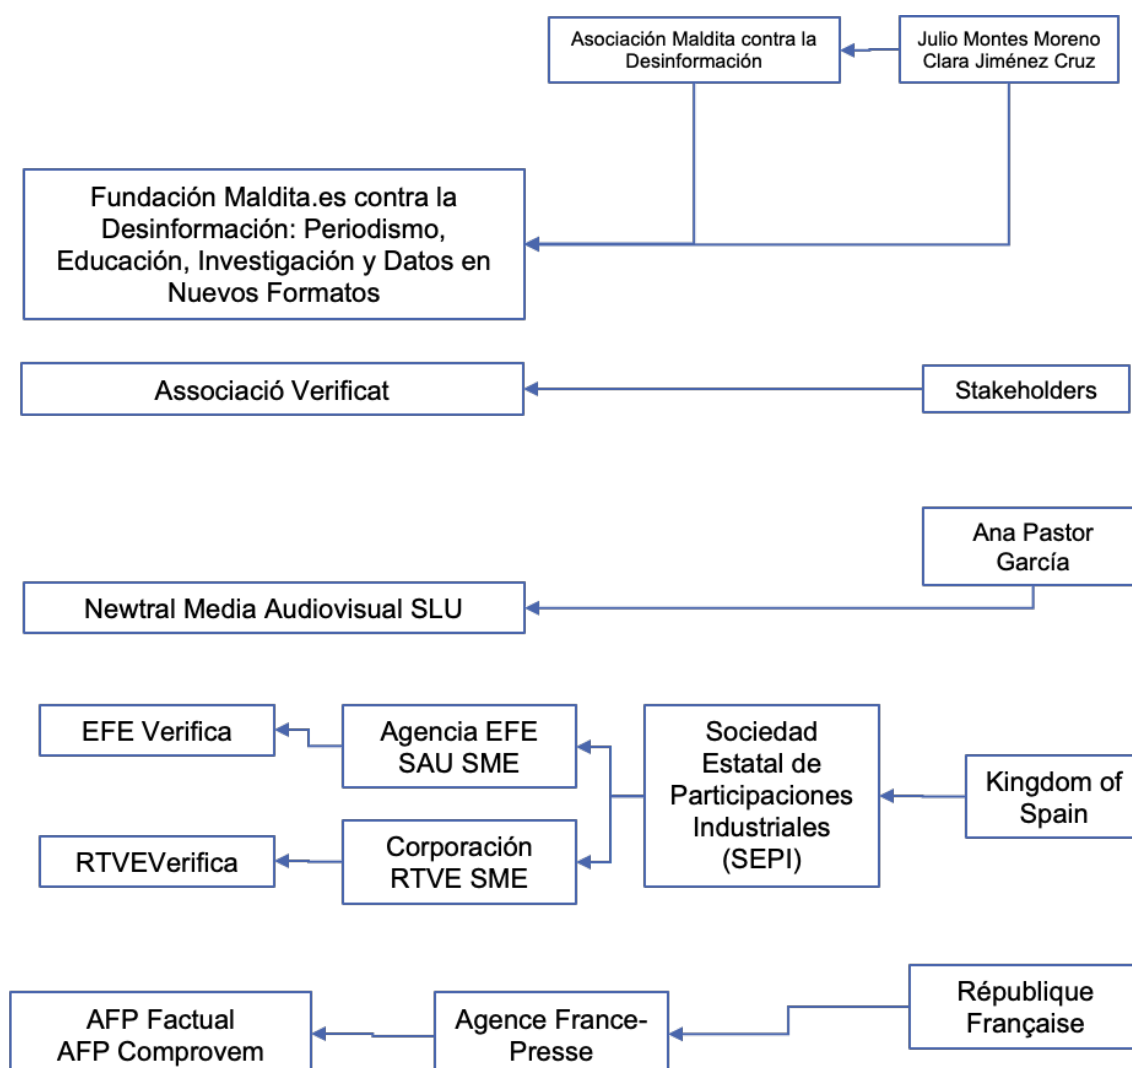 Asociación Maldita contra la
Desinformación
Julio Montes Moreno
Clara Jiménez Cruz
Fundación Maldita.es contra la
Desinformación: Periodismo,
Educación, Investigación y Datos en
Nuevos Formatos
Associació Verificat
Stakeholders
Ana Pastor
García
Newtral Media Audiovisual SLU
EFE Verifica
Agencia EFE
SAU SME
Sociedad
Estatal de
Participaciones
Industriales
(SEPI)
Kingdom of
Spain
RTVEVerifica
Corporación
RTVE SME
AFP Factual
AFP Comprovem
Agence France-
Presse
République
Française